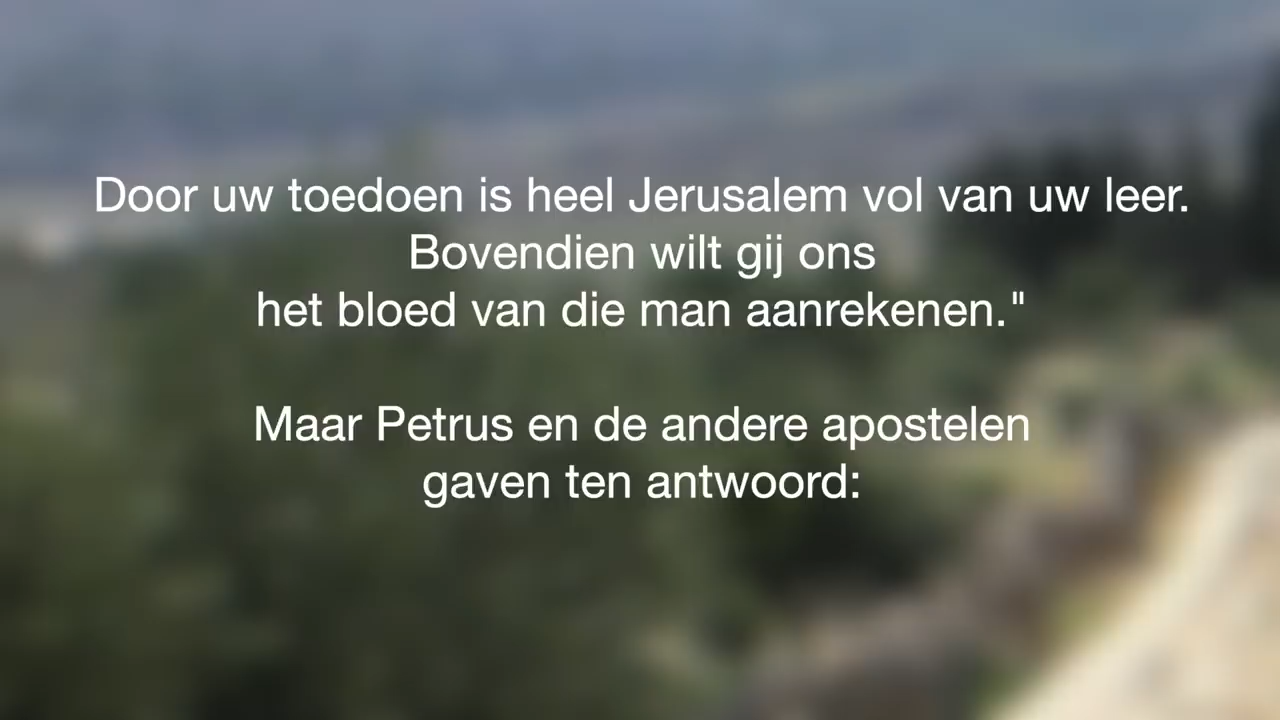 Door uw toedoen is heel Jerusalem vol van uw leer.
Bovendien wilt gij ons
het bloed van die man aanrekenen."
Maar Petrus en de andere apostelen
gaven ten antwoord: